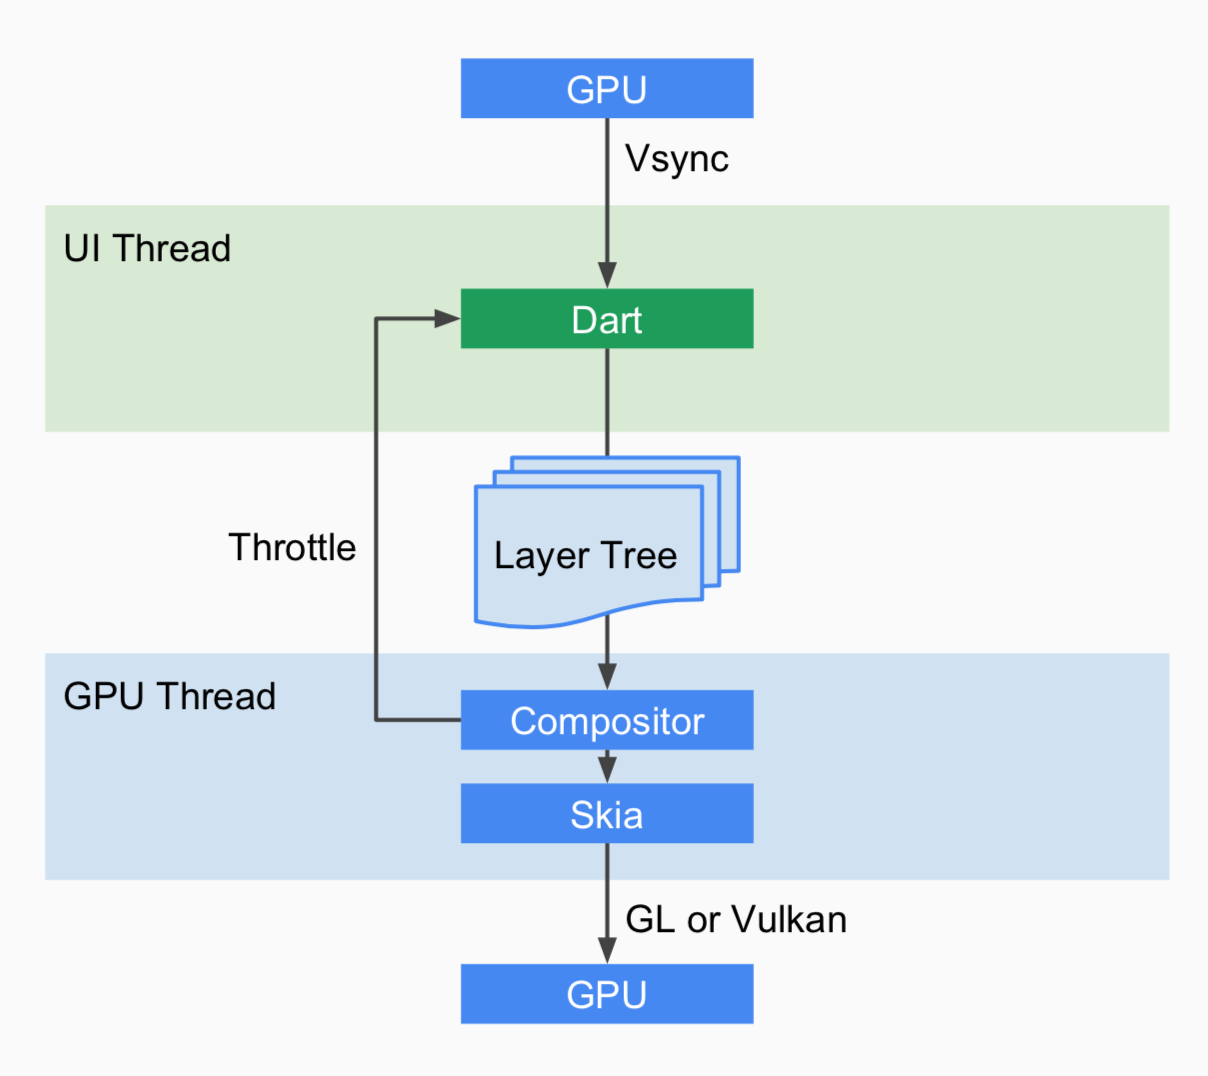 GPU
Vsync
UI Thread
Dart
Throttle
Layer Tree
GPU Thread
Compositor
Skia
GL or Vulkan
GPU